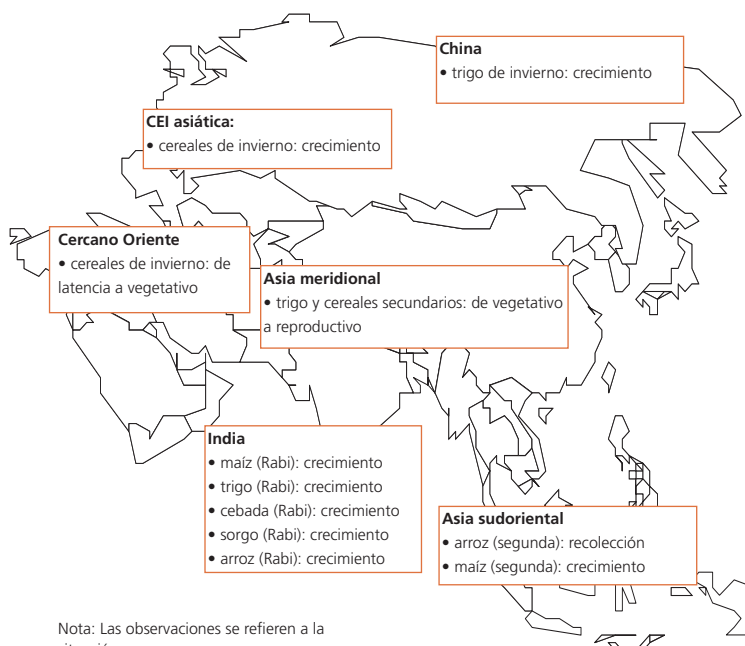 China
• trigo de invierno: crecimiento
CEI asiática:
• cereales de invierno: crecimiento
Cercano Oriente
• cereales de invierno: de
latencia a vegetativo
Asia meridional
• trigo y cereales secundarios: de vegetativo
a reproductivo
India
• maíz (Rabi): crecimiento
• trigo (Rabi): crecimiento
• cebada (Rabi): crecimiento
• sorgo (Rabi): crecimiento
• arroz (Rabi): crecimiento
Asia sudoriental
• arroz (segunda): recolección
• maíz (segunda): crecimiento
Nota: Las observaciones se refieren a la